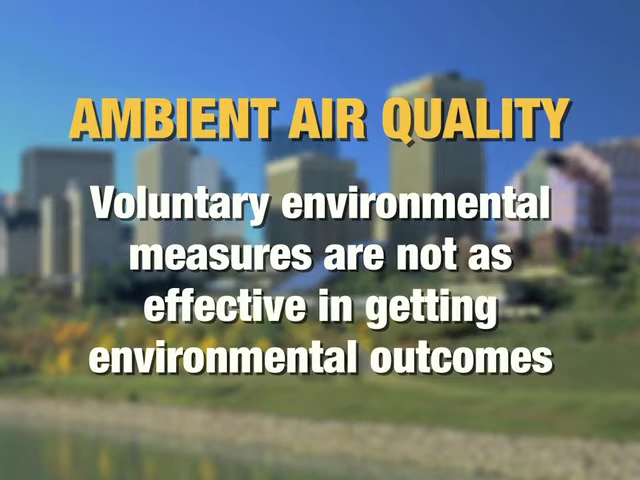 AMBIENT AIR QUALITY
Voluntary environmental
measures are not as
effective in getting
environmental outcomes